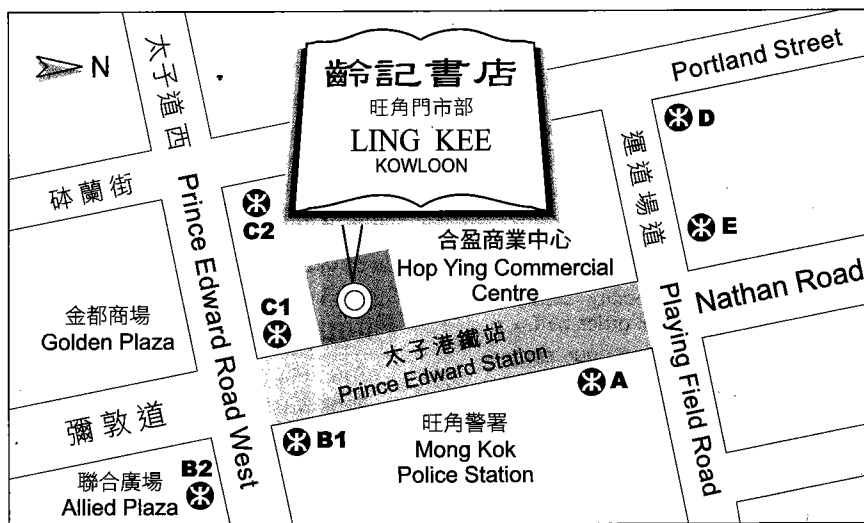 N
太子道西
Prince Edward Road West
砵蘭街
Portland Street
齡記書店
旺角門市部
LING KEE
KOWLOON
D
運道場道
Playing Field Road
E
C2
合盈商業中心
Hop Ying Commercial
Centre
Nathan Road
C1
金都商場
Golden Plaza
太子港鐵站
Prince Edward Station
A
彌敦道
B1
旺角警署
Mong Kok
Police Station
B2
聯合廣場
Allied Plaza